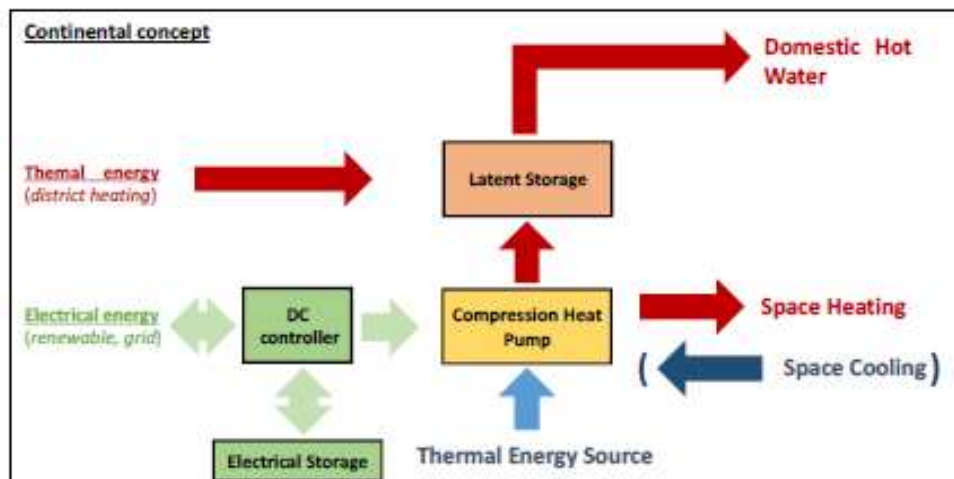 Continental concept
Domestic Hot
Water
Themal energy
(district heating)
Latent Storage
Electrical energy
(renewable, grid)
DC
controller
Compression Heat
Pump
Space Heating
( Space Cooling )
Electrical Storage
Thermal Energy Source